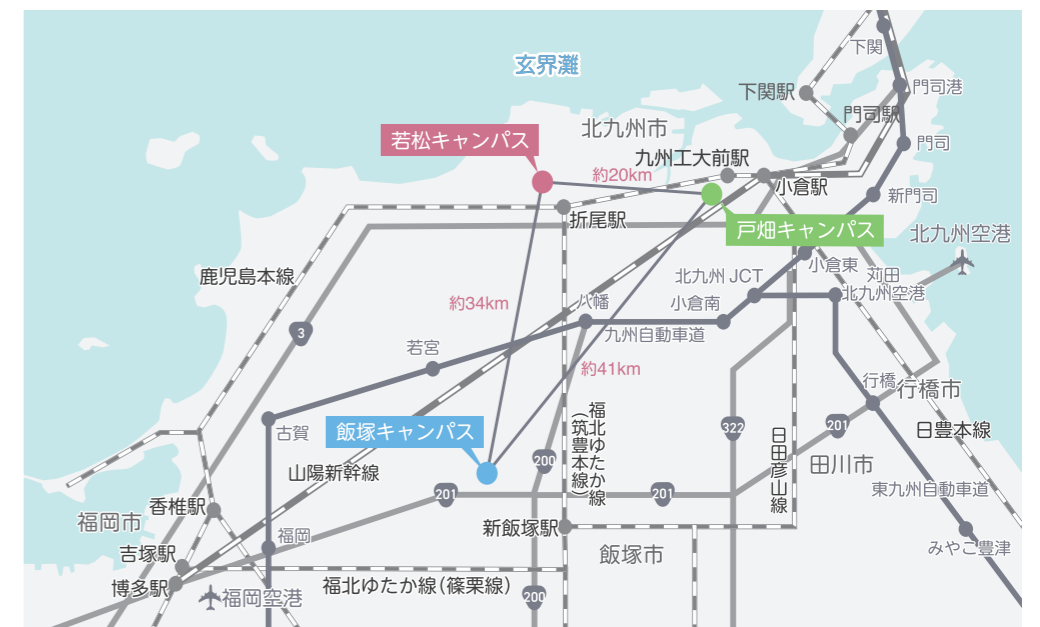 下関
玄界灘
下関駅
門司港
門司駅
北九州市
若松キャンパス
門司
九州工大前駅
約20km
小倉駅
新門司
折尾駅
戸畑キャンパス
北九州空港
鹿児島本線
北九州 JCT
小倉東
苅田
北九州空港
約34km
八幡
小倉南
3
九州自動車道
若宮
約41km
行橋
行橋市
古賀
飯塚キャンパス
福北ゆたか線
(筑豊本線)
322
201
日田彦山線
日豊本線
山陽新幹線
200
田川市
201
201
東九州自動車道
香椎駅
福岡市
福岡
新飯塚駅
みやこ豊津
吉塚駅
飯塚市
博多駅
福岡空港
福北ゆたか線(篠栗線)
200